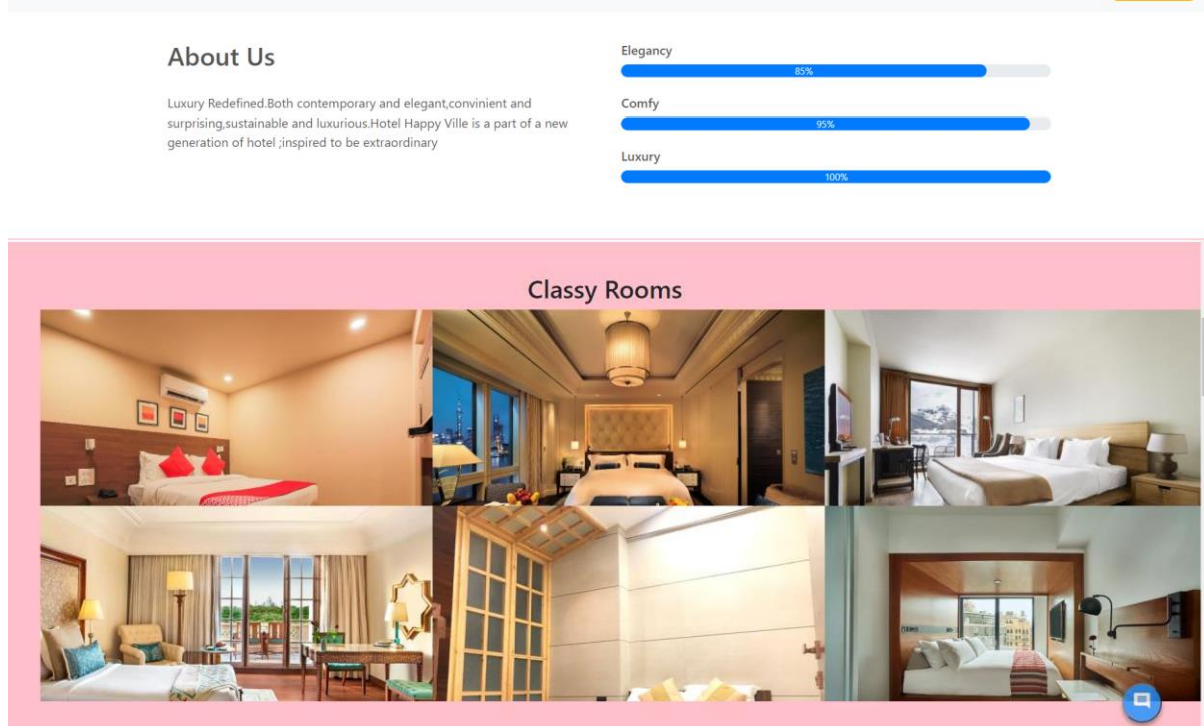 About Us
Luxury Redefined.Both contemporary and elegant,convinient and
surprising,sustainable and luxurious.Hotel Happy Ville is a part of a new
generation of hotel ;inspired to be extraordinary
Elegancy
85%
Comfy
95%
Luxury
100%
Classy Rooms